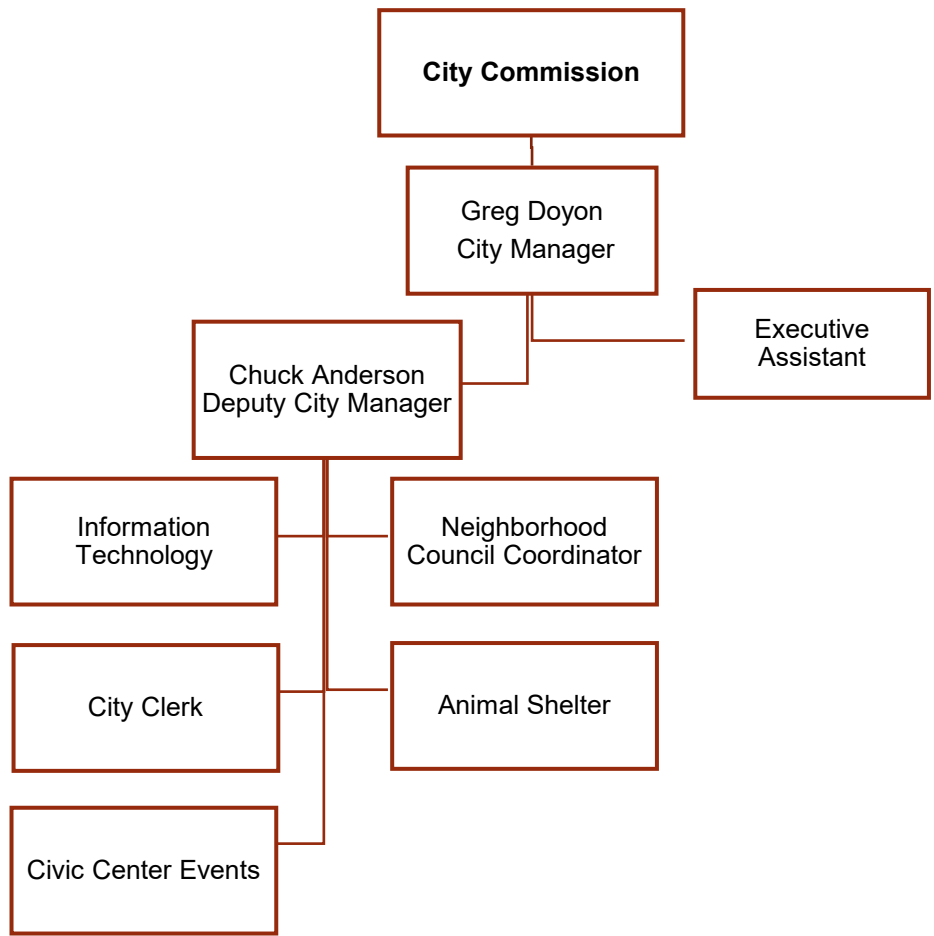 City Commission
Greg Doyon
City Manager
Executive
Assistant
Chuck Anderson
Deputy City Manager
Information
Technology
Neighborhood
Council Coordinator
City Clerk
Animal Shelter
Civic Center Events